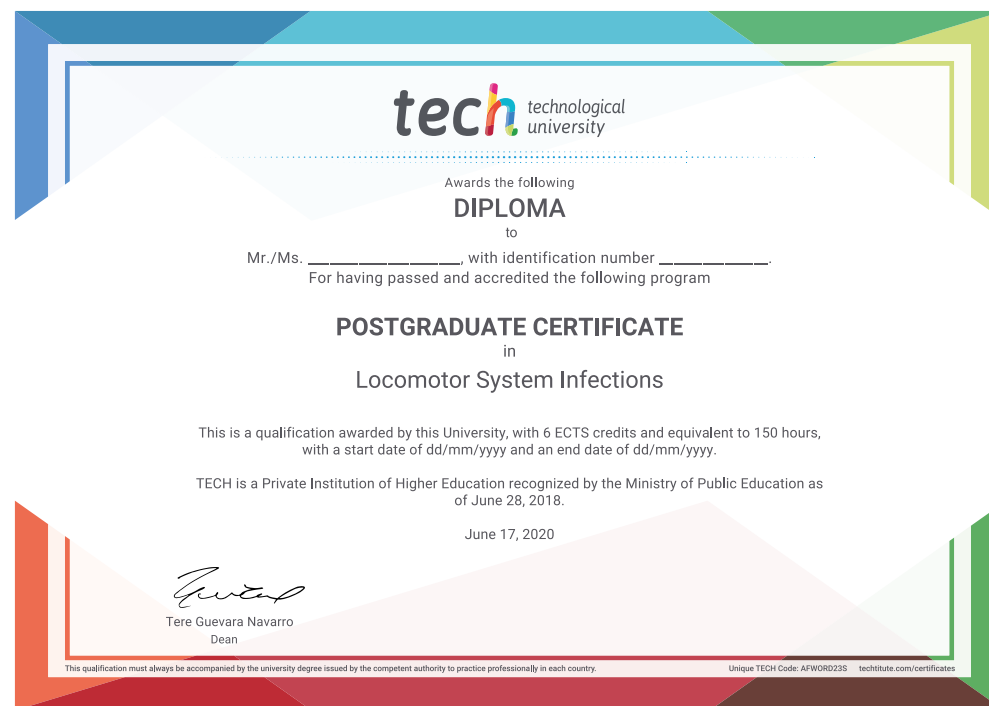 tech technological
university
Awards the following
DIPLOMA
to
Mr./Ms. ____________________, with identification number ______________.
For having passed and accredited the following program
POSTGRADUATE CERTIFICATE
in
Locomotor System Infections
This is a qualification awarded by this University, with 6 ECTS credits and equivalent to 150 hours,
with a start date of dd/mm/yyyy and an end date of dd/mm/yyyy.
TECH is a Private Institution of Higher Education recognized by the Ministry of Public Education as
of June 28, 2018.
June 17, 2020
Tere Guevara Navarro
Dean
This qualification must always be accompanied by the university degree issued by the competent authority to practice professionally in each country.
Unique TECH Code: AFWORD23S techtitute.com/certificates